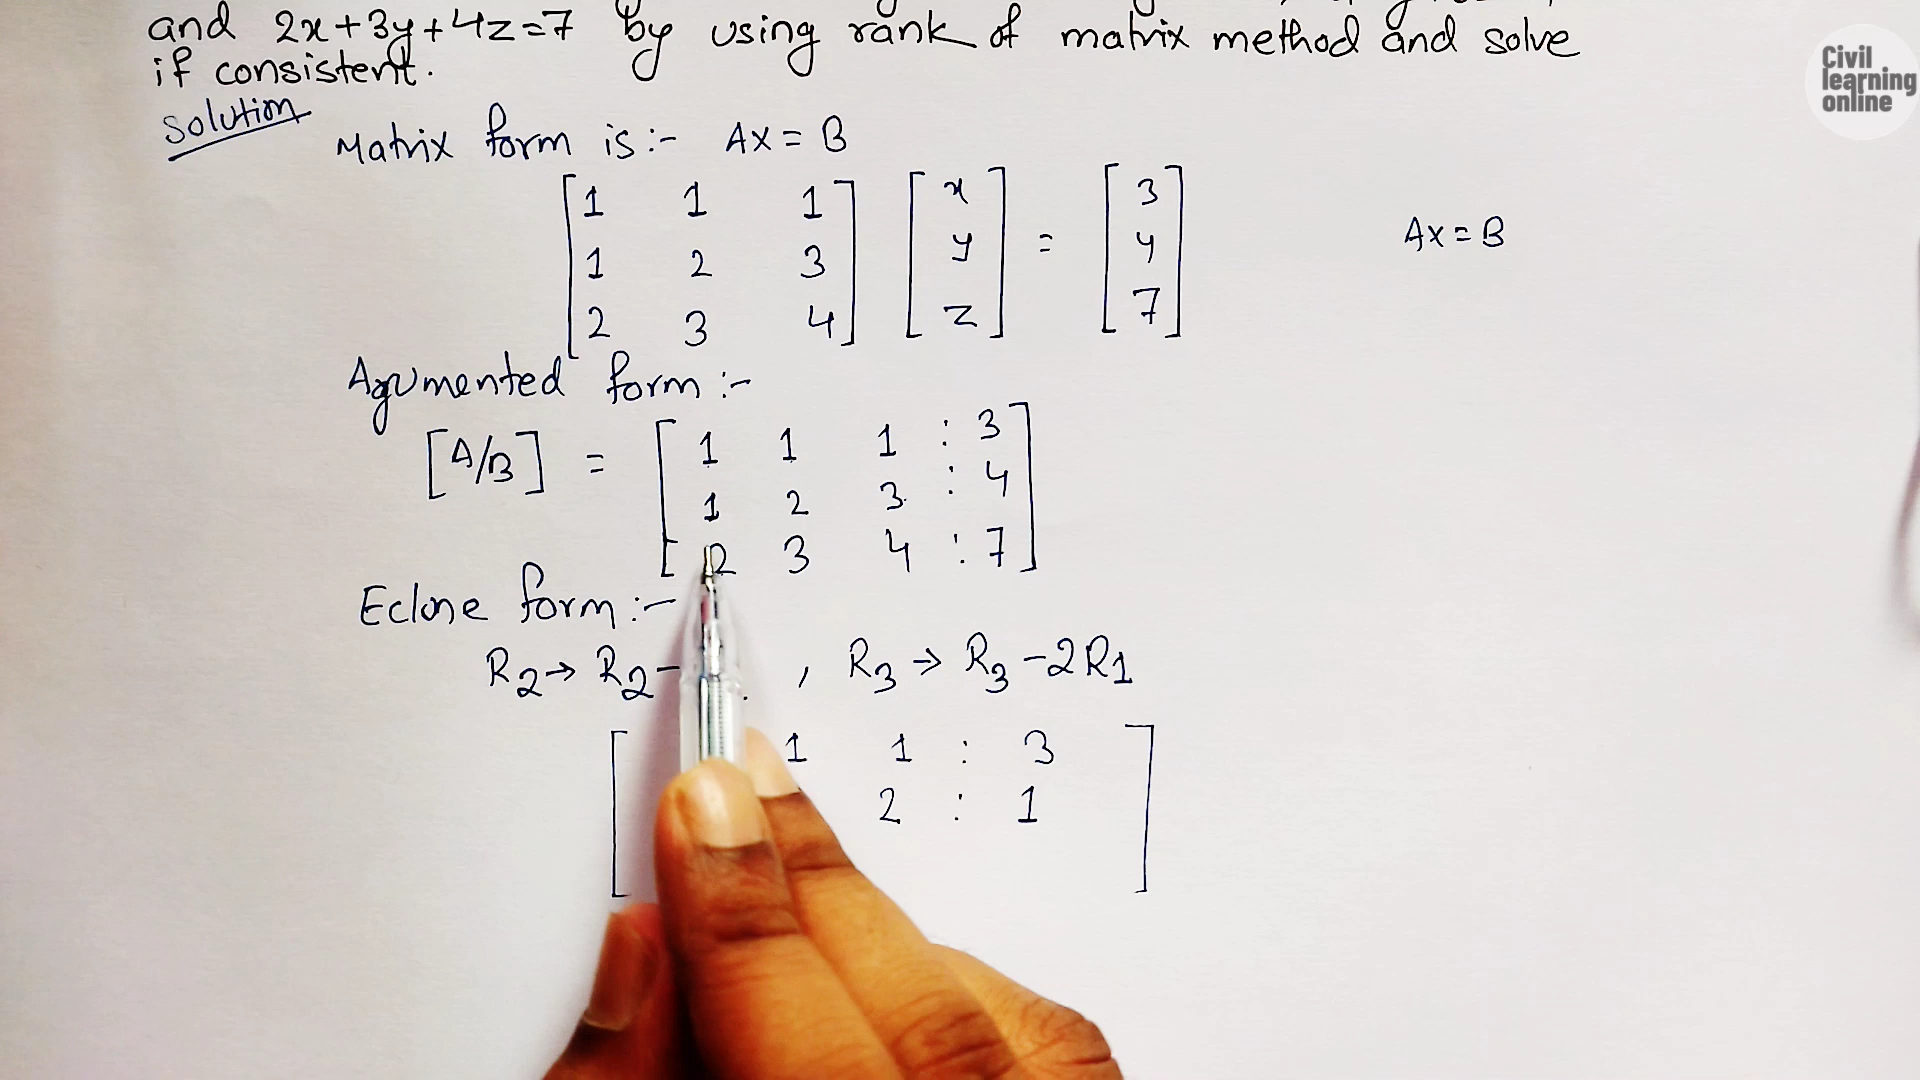 and 2x+3y+4z=7 by using rank of matrix method and solve
if consistent.
solution
Matrix form is:- AX = B
[1 1 1] [x] = [3]
[1 2 3] [y] [4] AX = B
[2 3 4] [z] [7]
Agumented form :-
[A/B] = [1 1 1 : 3]
[1 2 3 : 4]
[2 3 4 : 7]
Eclone form :-
R2→ R2- , R3 → R3 -2R1
[ 1 1 : 3 ]
[ 2 : 1 ]
Civil
learning
online